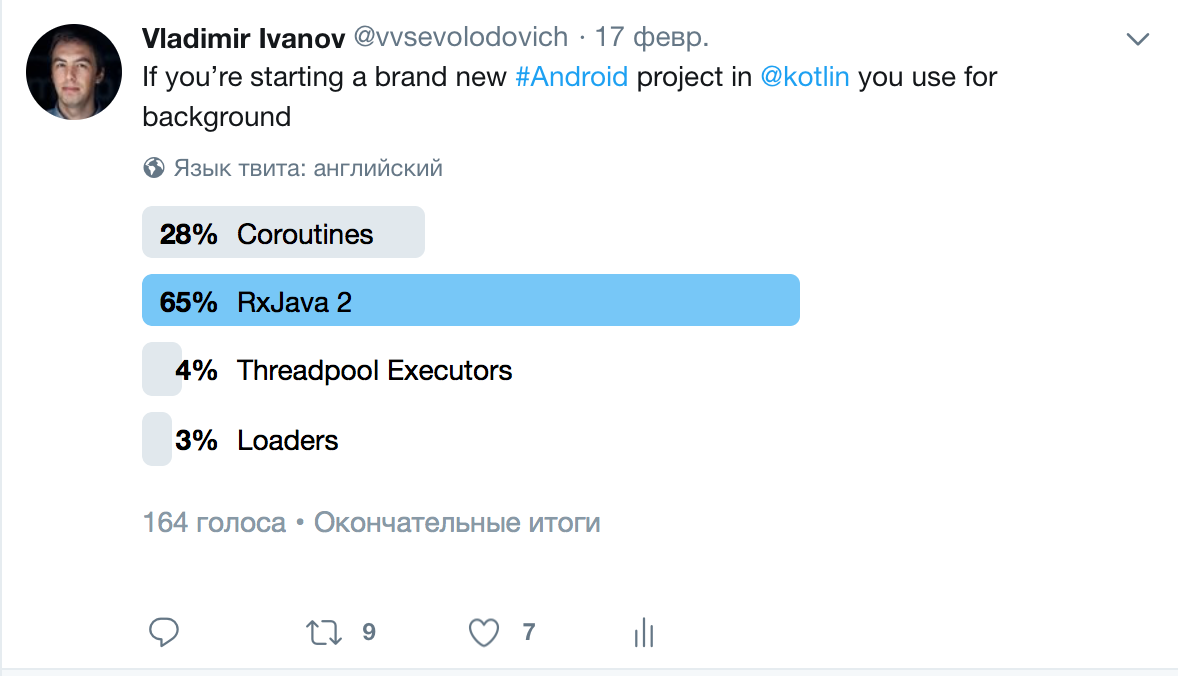 Vladimir Ivanov @vvsevolodovich · 17 февр.
If you’re starting a brand new #Android project in @kotlin you use for
background
Язык твита: английский
28% Coroutines
65% RxJava 2
4% Threadpool Executors
3% Loaders
164 голоса • Окончательные итоги
9 7